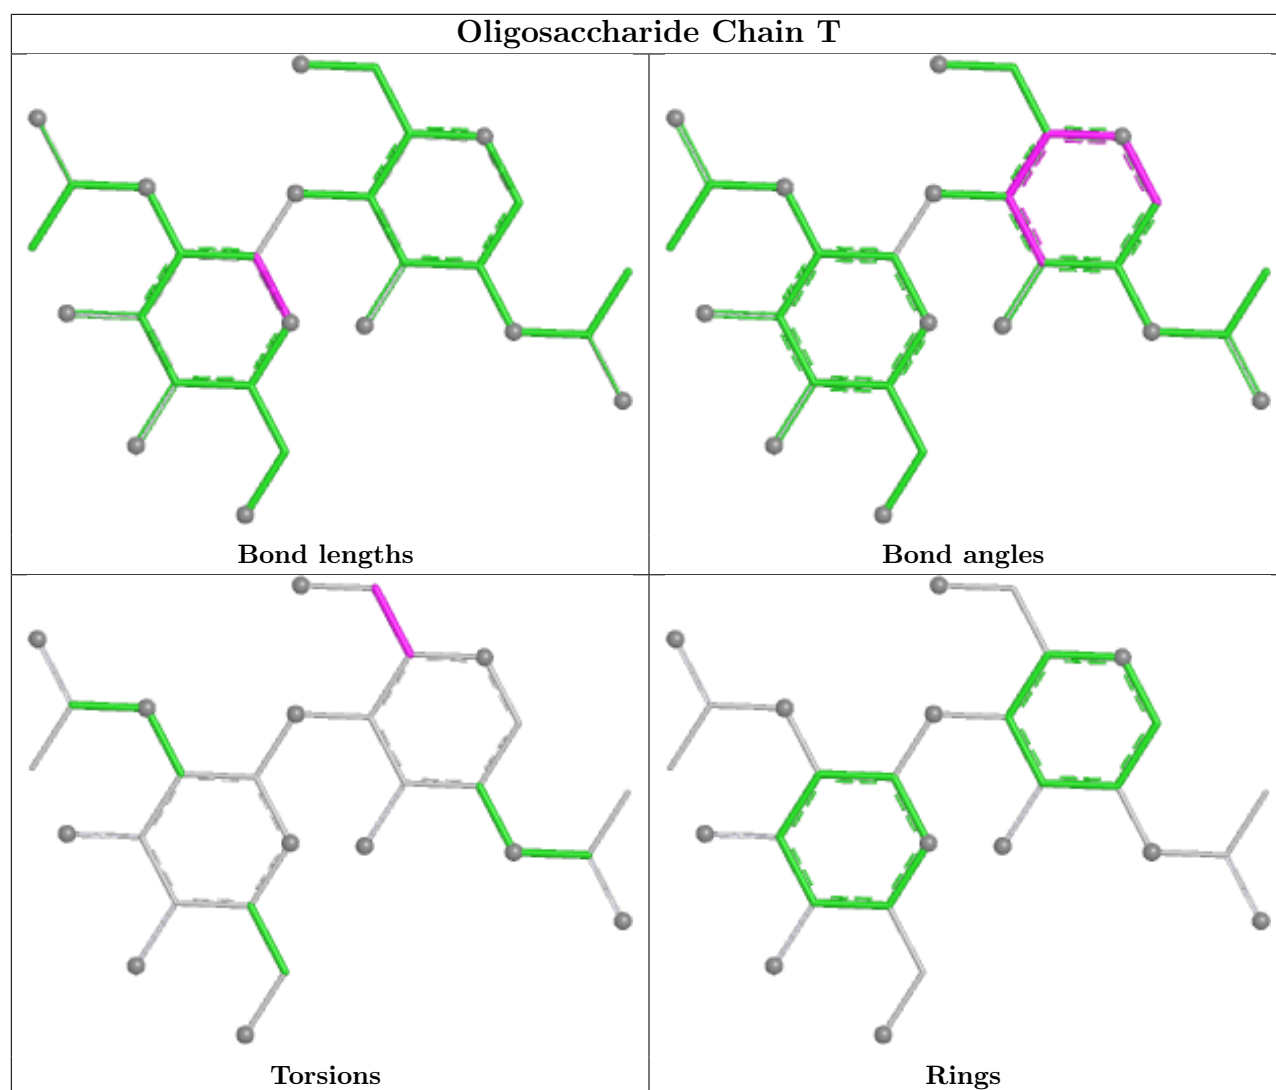 Oligosaccharide Chain T
Bond lengths
Bond angles
Torsions
Rings